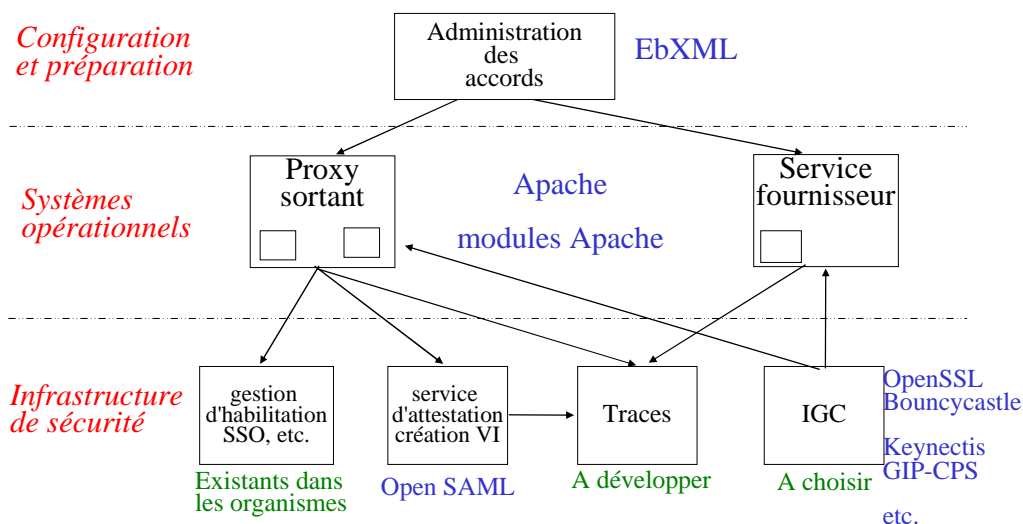 Configuration
et préparation
Administration
des
accords
EbXML
Systèmes
opérationnels
Proxy
sortant
Apache
modules Apache
Service
fournisseur
Infrastructure
de sécurité
gestion
d'habilitation
SSO, etc.
Existants dans
les organismes
service
d'attestation
création VI
Open SAML
Traces
A développer
IGC
A choisir
OpenSSL
Bouncycastle
Keynectis
GIP-CPS
etc.